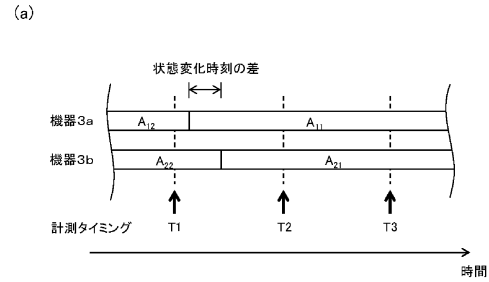 (a)
状態変化時刻の差
機器3a A12 A11
機器3b A22 A21
計測タイミング T1 T2 T3
時間